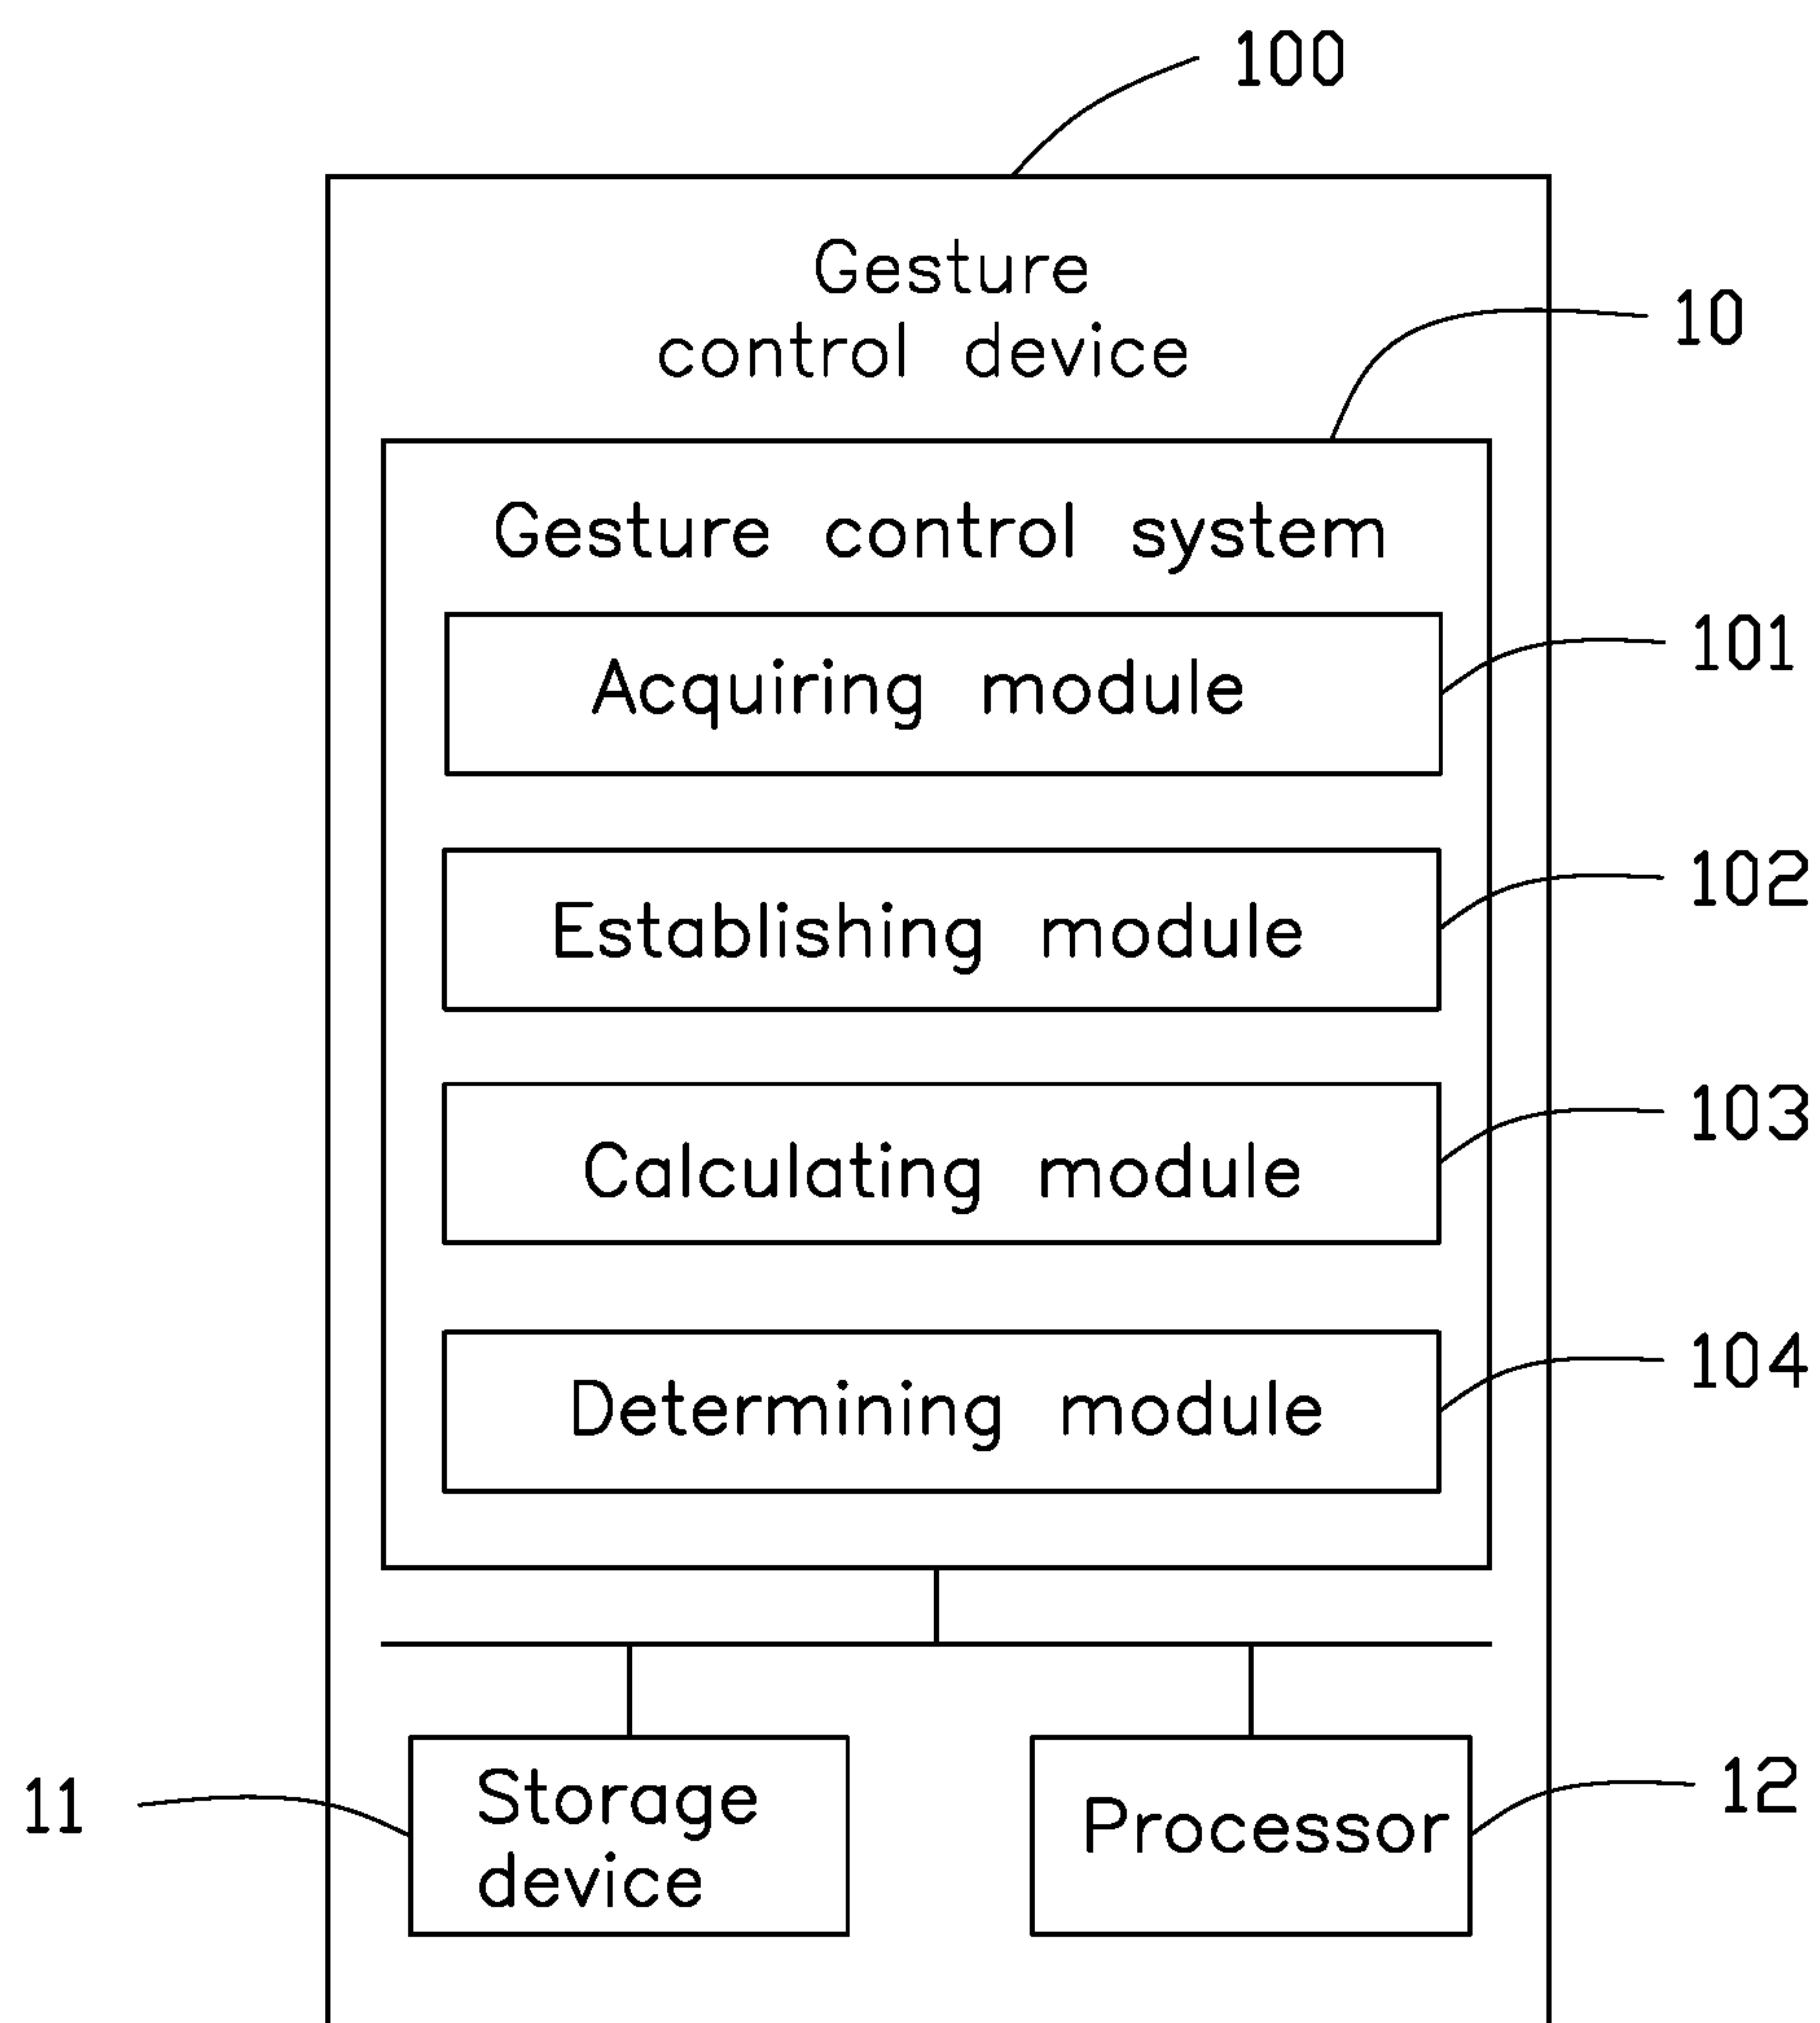 100
Gesture
control device
10
Gesture control system
101
Acquiring module
102
Establishing module
103
Calculating module
104
Determining module
11
Storage
device
Processor
12